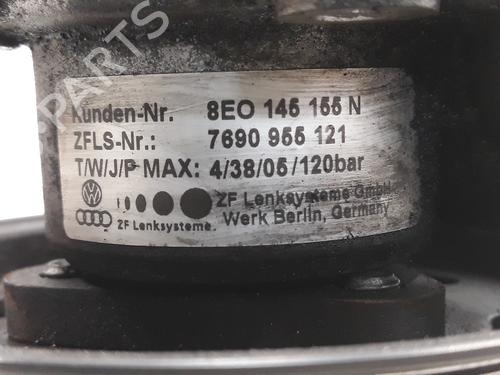 PARTS
Kunden-Nr. 8EO 145 155 N
ZFLS-Nr.: 7690 955 121
T/W/J/P MAX: 4/38/05/120bar
ZF Lenksysteme GmbH
Werk Berlin, Germany
ZF Lenksysteme